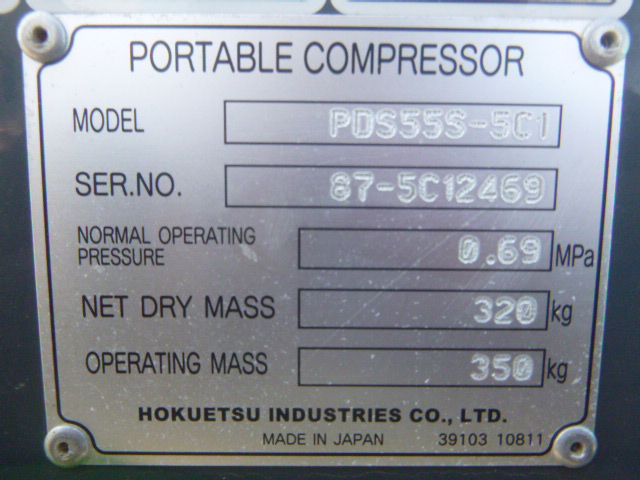 PORTABLE COMPRESSOR
MODEL PDS55S-5C1
SER.NO. 87-5C12469
NORMAL OPERATING
PRESSURE 0.69 MPa
NET DRY MASS 320 kg
OPERATING MASS 350 kg
HOKUETSU INDUSTRIES CO., LTD.
MADE IN JAPAN 39103 10811